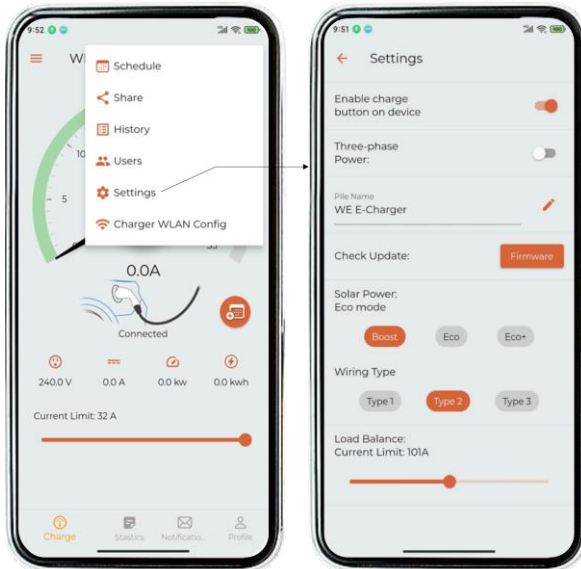 9:52
Schedule
Share
History
Users
Settings
Charger WLAN Config
10
5
0.0A
Connected
240.0 V
0.0 A
0.0 kw
0.0 kwh
Current Limit: 32 A
Charge
Stastics
Notificatio...
Profile
9:51
Settings
Enable charge
button on device
Three-phase
Power:
Pile Name
WE E-Charger
Check Update:
Firmware
Solar Power:
Eco mode
Boost
Eco
Eco+
Wiring Type
Type 1
Type 2
Type 3
Load Balance:
Current Limit: 101A